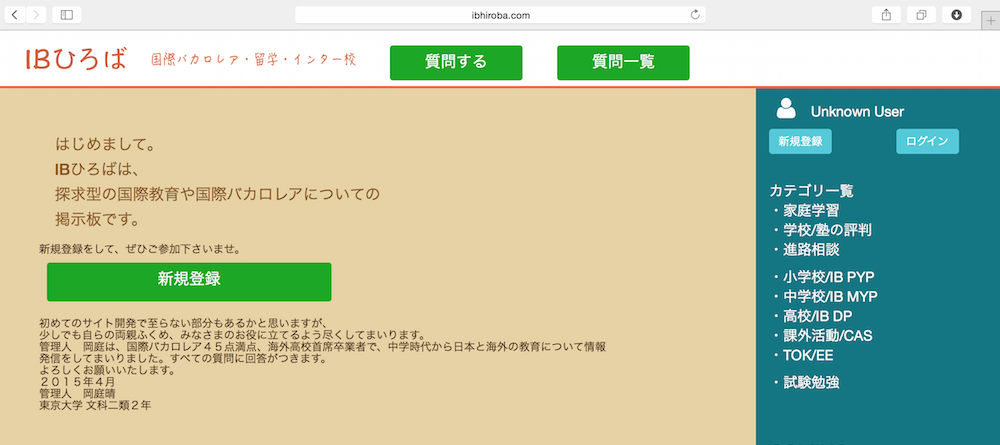 ibhiroba.com
IBひろば
国際バカロレア・留学・インター校
質問する
質問一覧
はじめまして。
IBひろばは、
探求型の国際教育や国際バカロレアについての
掲示板です。
新規登録をして、ぜひご参加下さいませ。
新規登録
初めてのサイト開発で至らない部分もあるかと思いますが、
少しでも自らの両親ふくめ、みなさまのお役に立てるよう尽くしてまいります。
管理人　岡庭は、国際バカロレア４５点満点、海外高校首席卒業者で、中学時代から日本と海外の教育について情報
発信をしてまいりました。すべての質問に回答がつきます。
よろしくお願いいたします。
２０１５年４月
管理人　岡庭晴
東京大学 文科二類２年
Unknown User
新規登録
ログイン
カテゴリ一覧
・家庭学習
・学校/塾の評判
・進路相談
・小学校/IB PYP
・中学校/IB MYP
・高校/IB DP
・課外活動/CAS
・TOK/EE
・試験勉強